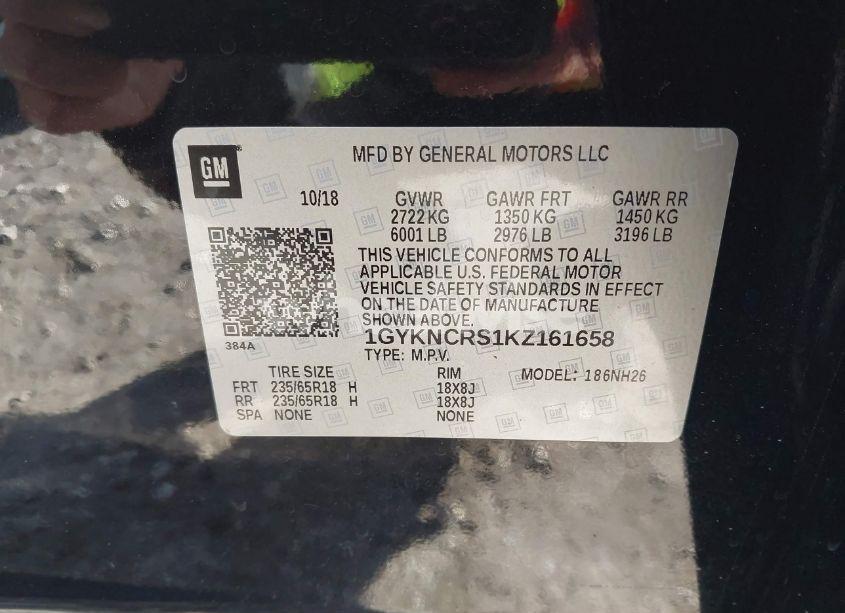 GM
MFD BY GENERAL MOTORS LLC
10/18 GVWR GAWR FRT GAWR RR
2722 KG 1350 KG 1450 KG
6001 LB 2976 LB 3196 LB
THIS VEHICLE CONFORMS TO ALL
APPLICABLE U.S. FEDERAL MOTOR
VEHICLE SAFETY STANDARDS IN EFFECT
ON THE DATE OF MANUFACTURE
SHOWN ABOVE.
384A
1GYKNCRS1KZ161658
TYPE: M.P.V.
TIRE SIZE RIM MODEL: 186NH26
FRT 235/65R18 H 18X8J
RR 235/65R18 H 18X8J
SPA NONE NONE